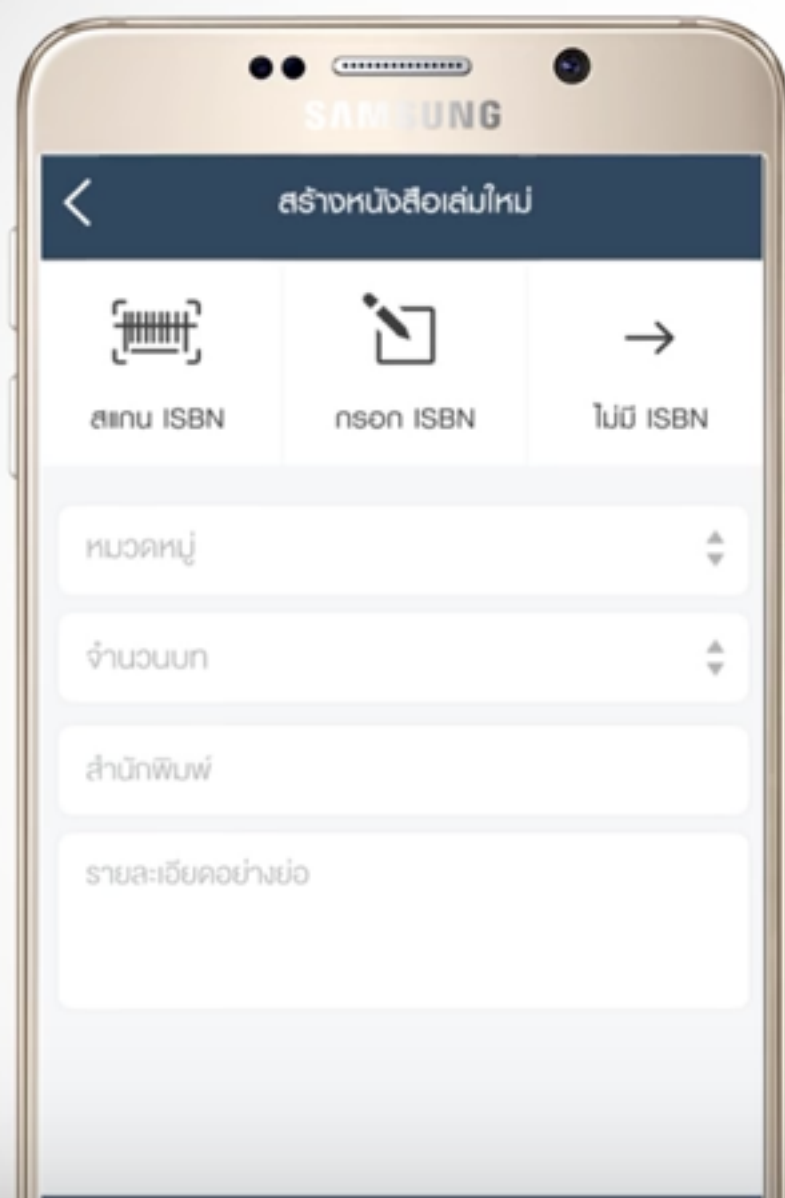 SAMSUNG
สร้างหนังสือเล่มใหม่
สแกน ISBN
กรอก ISBN
ไม่มี ISBN
หมวดหมู่
จำนวนบท
สำนักพิมพ์
รายละเอียดอย่างย่อ